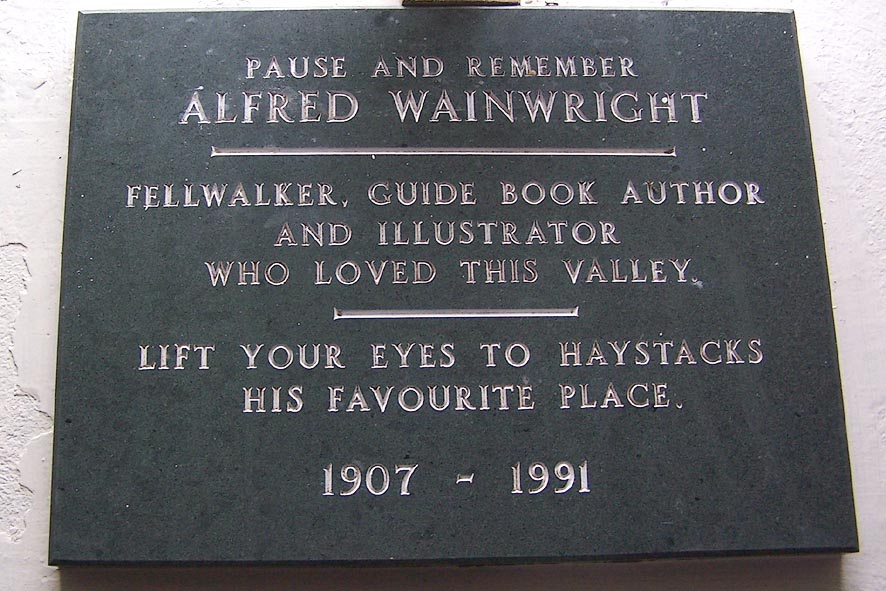 PAUSE AND REMEMBER
ALFRED WAINWRIGHT
FELLWALKER, GUIDE BOOK AUTHOR
AND ILLUSTRATOR
WHO LOVED THIS VALLEY.
LIFT YOUR EYES TO HAYSTACKS
HIS FAVOURITE PLACE.
1907 - 1991